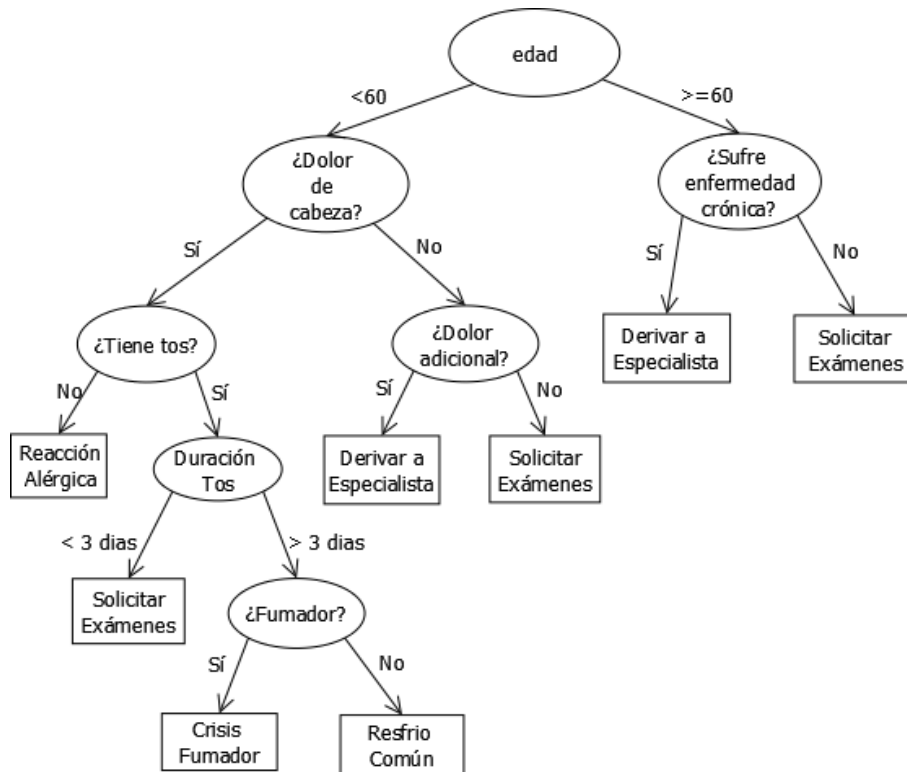 edad
<60
>=60
¿Dolor
de
cabeza?
¿Sufre
enfermedad
crónica?
Sí
No
Sí
No
¿Tiene tos?
¿Dolor
adicional?
Derivar a
Especialista
Solicitar
Exámenes
No
Sí
Sí
No
Reacción
Alérgica
Duración
Tos
Derivar a
Especialista
Solicitar
Exámenes
< 3 dias
> 3 dias
Solicitar
Exámenes
¿Fumador?
Sí
No
Crisis
Fumador
Resfrio
Común